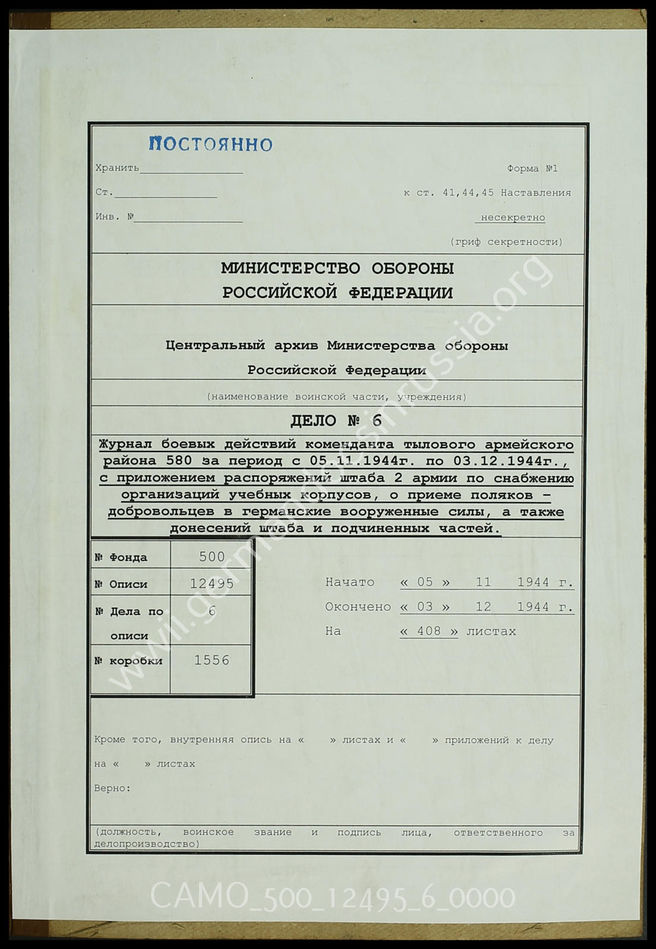 ПОСТОЯННО
Хранить
Форма №1
Ст.
к ст. 41,44,45 Наставления
Инв. №
несекретно
(гриф секретности)
МИНИСТЕРСТВО ОБОРОНЫ
РОССИЙСКОЙ ФЕДЕРАЦИИ
Центральный архив Министерства обороны
Российской Федерации
(наименование воинской части, учреждения)
ДЕЛО № 6
Журнал боевых действий коменданта тылового армейского
района 580 за период с 05.11.1944г. по 03.12.1944г.,
с приложением распоряжений штаба 2 армии по снабжению
организаций учебных корпусов, о приеме поляков –
добровольцев в германские вооруженные силы, а также
донесений штаба и подчиненных частей.
№ Фонда 500
№ Описи 12495
№ Дела по описи 6
№ коробки 1556
Начато « 05 » 11 1944 г.
Окончено « 03 » 12 1944 г.
На « 408 » листах
Кроме того, внутренняя опись на « » листах и « » приложений к делу
на « » листах
Верно:
(должность, воинское звание и подпись лица, ответственного за
делопроизводство)
wwii.germandocsinrussia.org
CAMO_500_12495_6_0000